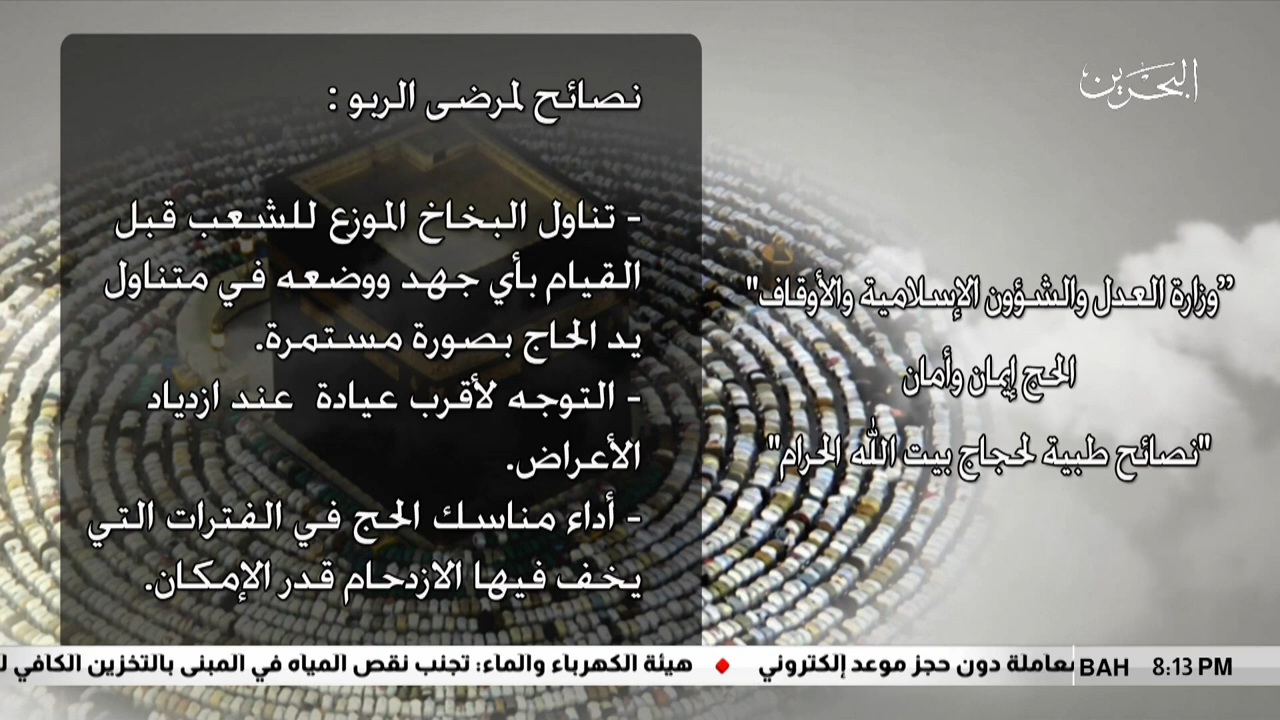 البحرين
"وزارة العدل والشؤون الإسلامية والأوقاف"
الحج إيمان وأمان
"نصائح طبية لحجاج بيت الله الحرام"
نصائح لمرضى الربو :
- تناول البخاخ الموزع للشعب قبل
القيام بأي جهد ووضعه في متناول
يد الحاج بصورة مستمرة.
- التوجه لأقرب عيادة عند ازدياد
الأعراض.
- أداء مناسك الحج في الفترات التي
يخف فيها الازدحام قدر الإمكان.
دون حجز موعد إلكتروني ♦ هيئة الكهرباء والماء: تجنب نقص المياه في المبنى بالتخزين الكافي
BAH 8:13 PM